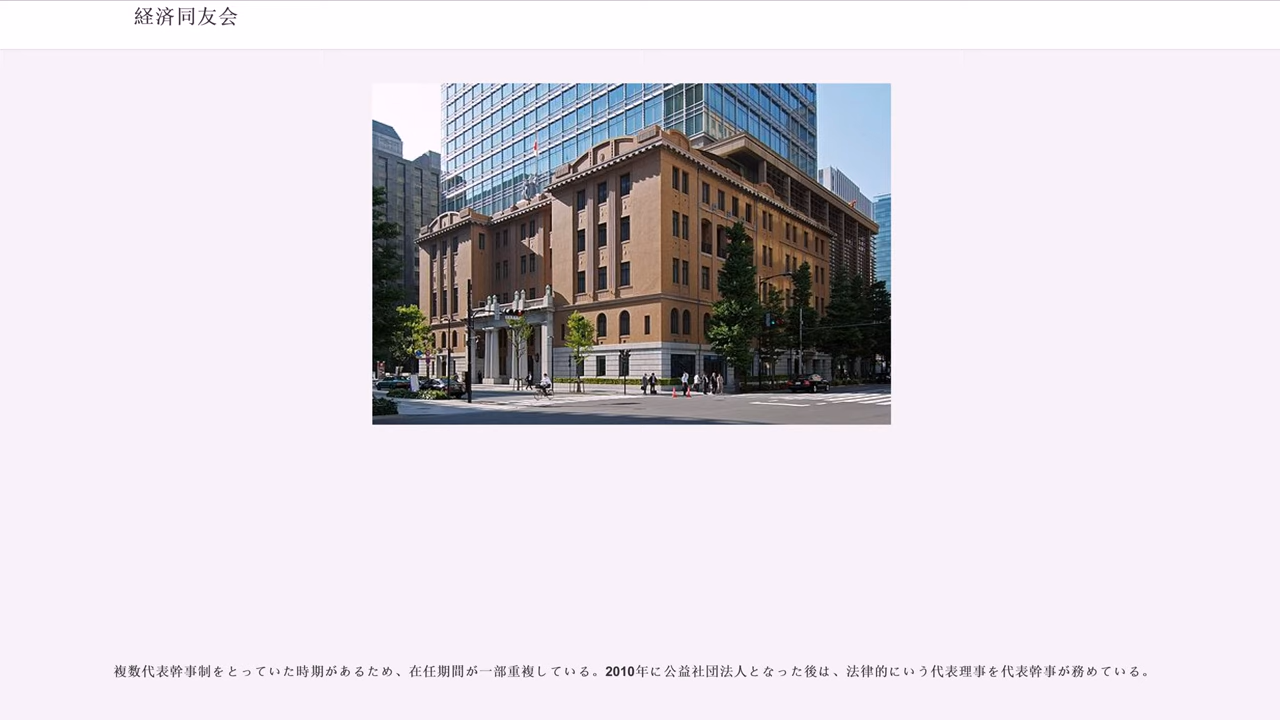 経済同友会
複数代表幹事制をとっていた時期があるため、在任期間が一部重複している。2010年に公益社団法人となった後は、法律的にいう代表理事を代表幹事が務めている。